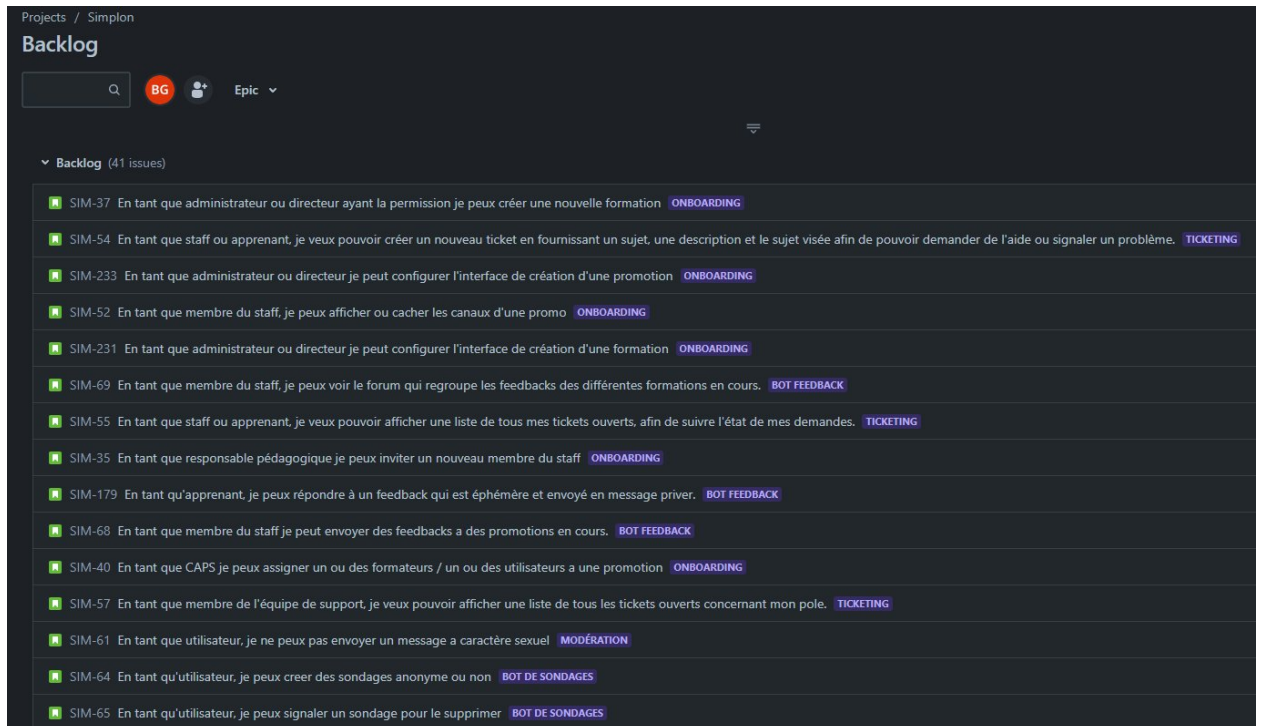 Projects / Simplon
Backlog
BG Epic
Backlog (41 issues)
SIM-37 En tant que administrateur ou directeur ayant la permission je peux créer une nouvelle formation ONBOARDING
SIM-54 En tant que staff ou apprenant, je veux pouvoir créer un nouveau ticket en fournissant un sujet, une description et le sujet visée afin de pouvoir demander de l'aide ou signaler un problème. TICKETING
SIM-233 En tant que administrateur ou directeur je peut configurer l'interface de création d'une promotion ONBOARDING
SIM-52 En tant que membre du staff, je peux afficher ou cacher les canaux d'une promo ONBOARDING
SIM-231 En tant que administrateur ou directeur je peut configurer l'interface de création d'une formation ONBOARDING
SIM-69 En tant que membre du staff, je peux voir le forum qui regroupe les feedbacks des différentes formations en cours. BOT FEEDBACK
SIM-55 En tant que staff ou apprenant, je veux pouvoir afficher une liste de tous mes tickets ouverts, afin de suivre l'état de mes demandes. TICKETING
SIM-35 En tant que responsable pédagogique je peux inviter un nouveau membre du staff ONBOARDING
SIM-179 En tant qu'apprenant, je peux répondre à un feedback qui est éphémère et envoyé en message priver. BOT FEEDBACK
SIM-68 En tant que membre du staff je peut envoyer des feedbacks a des promotions en cours. BOT FEEDBACK
SIM-40 En tant que CAPS je peux assigner un ou des formateurs / un ou des utilisateurs a une promotion ONBOARDING
SIM-57 En tant que membre de l'équipe de support, je veux pouvoir afficher une liste de tous les tickets ouverts concernant mon pole. TICKETING
SIM-61 En tant que utilisateur, je ne peux pas envoyer un message a caractère sexuel MODÉRATION
SIM-64 En tant qu'utilisateur, je peux creer des sondages anonyme ou non BOT DE SONDAGES
SIM-65 En tant qu'utilisateur, je peux signaler un sondage pour le supprimer BOT DE SONDAGES